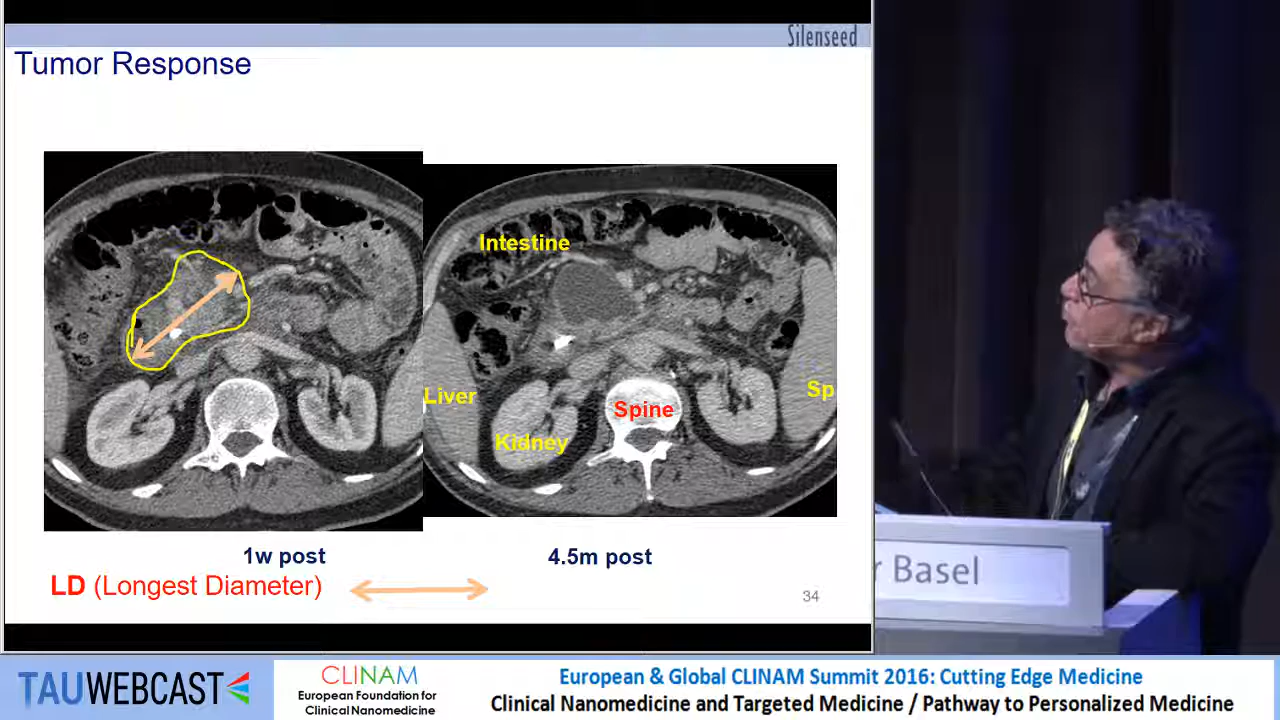 Silenseed
Tumor Response
Intestine
Liver
Spine
Sp
Kidney
1w post
4.5m post
LD (Longest Diameter)
34
r Basel
TAUWEBCAST
CLINAM
European Foundation for
Clinical Nanomedicine
European & Global CLINAM Summit 2016: Cutting Edge Medicine
Clinical Nanomedicine and Targeted Medicine / Pathway to Personalized Medicine